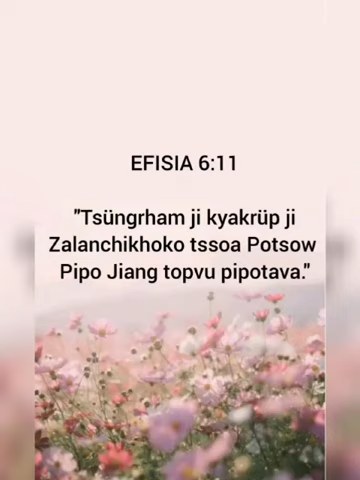 EFISIA 6:11
"Tsüngrham ji kyakrüp ji
Zalanchikhoko tssoa Potsow
Pipo Jiang topvu pipotava."